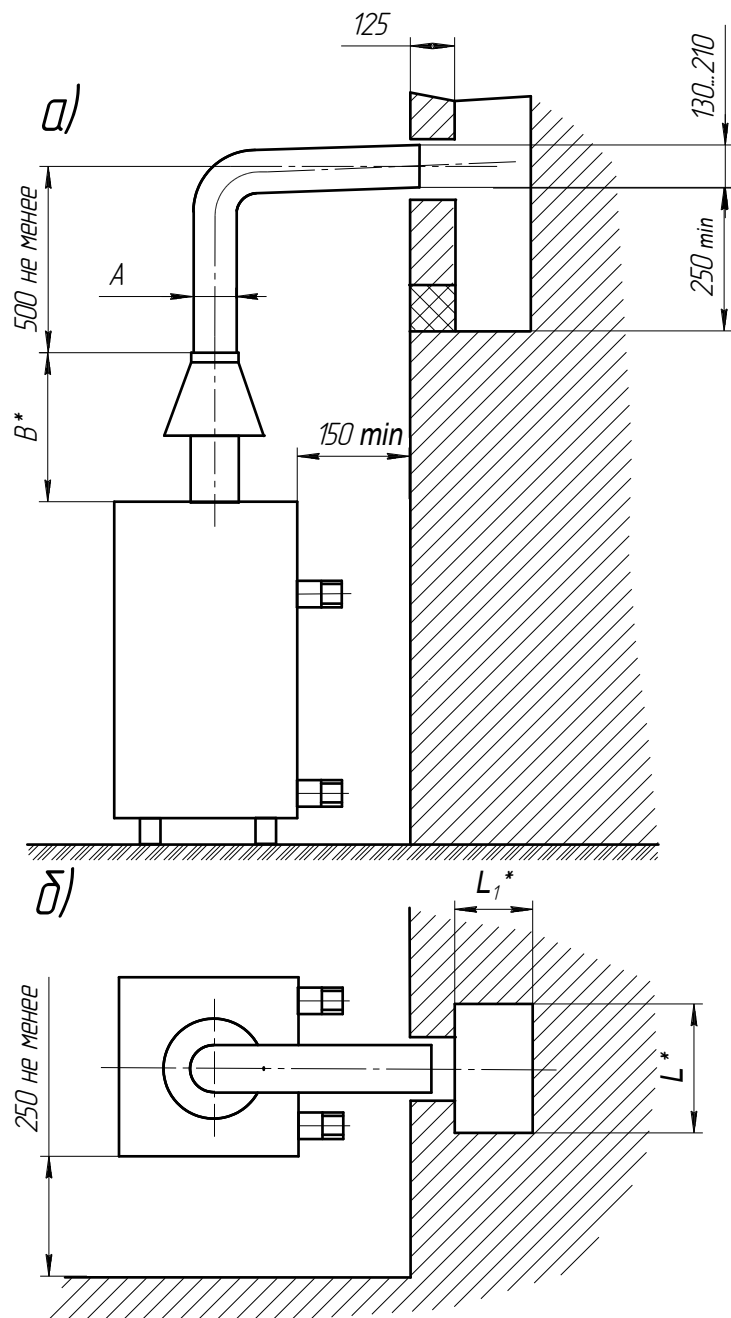 125
а)
130...210
500 не менее
A
250 min
B*
150 min
б)
L₁*
250 не менее
L*